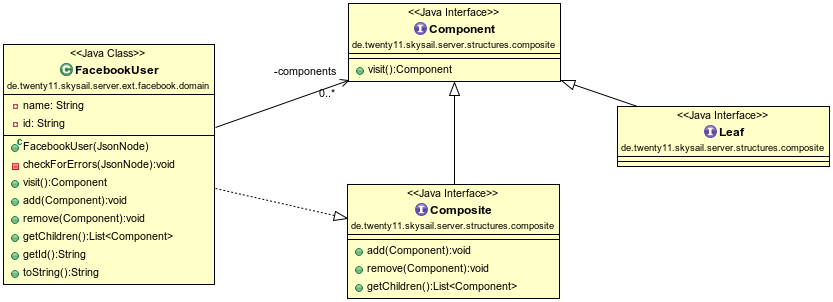 <<Java Class>>
C FacebookUser
de.twenty11.skysail.server.ext.facebook.domain
name: String
id: String
C FacebookUser(JsonNode)
checkForErrors(JsonNode):void
visit():Component
add(Component):void
remove(Component):void
getChildren():List<Component>
getId():String
toString():String
-components
0..*
<<Java Interface>>
I Component
de.twenty11.skysail.server.structures.composite
visit():Component
<<Java Interface>>
I Leaf
de.twenty11.skysail.server.structures.composite
<<Java Interface>>
I Composite
de.twenty11.skysail.server.structures.composite
add(Component):void
remove(Component):void
getChildren():List<Component>